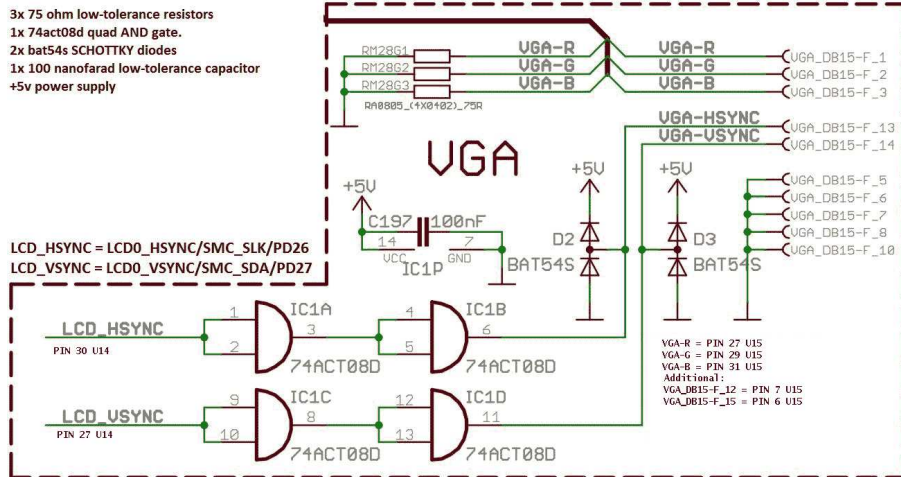 3x 75 ohm low-tolerance resistors
1x 74act08d quad AND gate.
2x bat54s SCHOTTKY diodes
1x 100 nanofarad low-tolerance capacitor
+5v power supply
RM28G1 VGA-R VGA-R VGA_DB15-F_1
RM28G2 VGA-G VGA-G VGA_DB15-F_2
RM28G3 VGA-B VGA-B VGA_DB15-F_3
RA0805_(4X0402)_75R
VGA-HSYNC VGA_DB15-F_13
VGA-VSYNC VGA_DB15-F_14
VGA
+5V +5V +5V VGA_DB15-F_5
VGA_DB15-F_6
C197 100nF VGA_DB15-F_7
D2 D3 VGA_DB15-F_8
14 7 VGA_DB15-F_10
VCC GND
IC1P BAT54S BAT54S
LCD_HSYNC = LCD0_HSYNC/SMC_SLK/PD26
LCD_VSYNC = LCD0_VSYNC/SMC_SDA/PD27
IC1A IC1B
LCD_HSYNC 1 3 4 6
PIN 30 U14 2 5
74ACT08D 74ACT08D
VGA-R = PIN 27 U15
VGA-G = PIN 29 U15
VGA-B = PIN 31 U15
Additional:
VGA_DB15-F_12 = PIN 7 U15
VGA_DB15-F_15 = PIN 6 U15
IC1C IC1D
LCD_VSYNC 9 8 12 11
PIN 27 U14 10 13
74ACT08D 74ACT08D